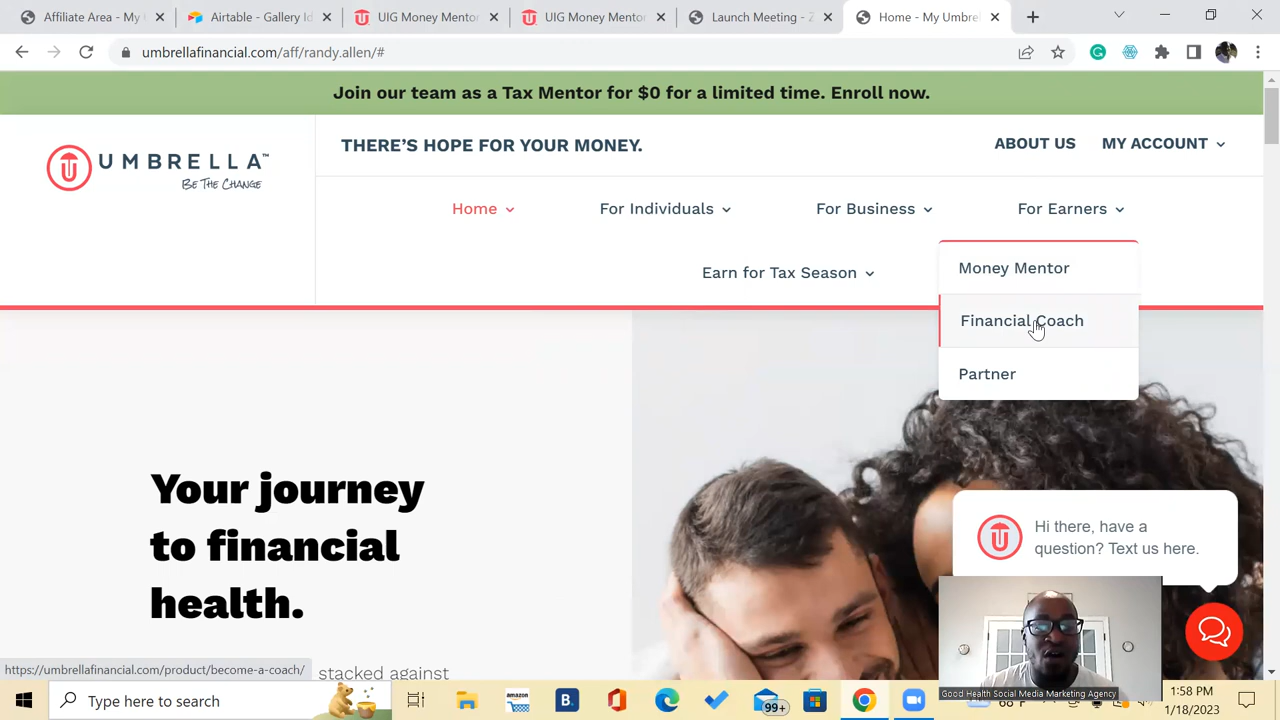 Affiliate Area - My
Airtable - Gallery
UIG Money Mentor
UIG Money Mento
Launch Meeting - Z
Home - My Umbre
umbrellafinancial.com/aff/randy.allen/#
Join our team as a Tax Mentor for $0 for a limited time. Enroll now.
UMBRELLA™
BE THE CHANGE
THERE'S HOPE FOR YOUR MONEY.
ABOUT US
MY ACCOUNT
Home
For Individuals
For Business
For Earners
Earn for Tax Season
Money Mentor
Financial Coach
Partner
Your journey
to financial
health.
stacked against
Hi there, have a
question? Text us here.
https://umbrellafinancial.com/product/become-a-coach/
Good Health Social Media Marketing Agency
Type here to search
amazon
B.
99+
1:58 PM
1/18/2023